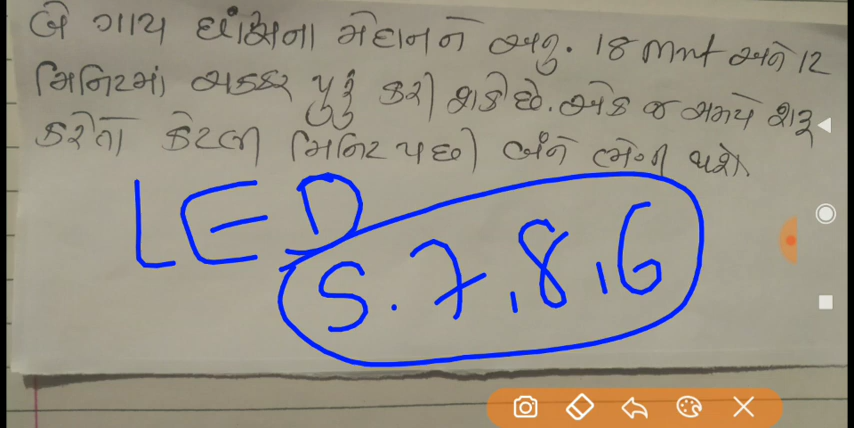 બે ગાય ઘાસના મેદાનને અનુ. 18 mnt અને 12
મિનિટમાં ચક્કર પુરું કરી શકે છે. એક જ સમયે શરૂ
કરેતો કેટલી મિનિટ પછી બંને ભેગી થશે
LED
S.7,8,6